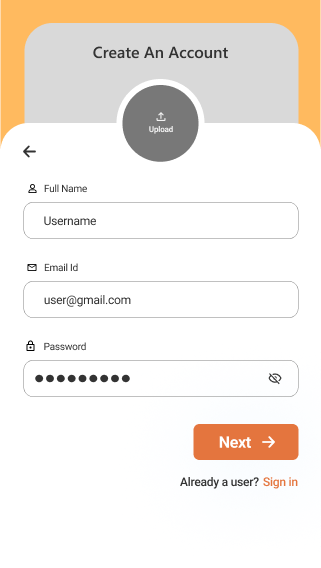 Create An Account
Upload
Full Name
Username
Email Id
user@gmail.com
Password
Next
Already a user? Sign in